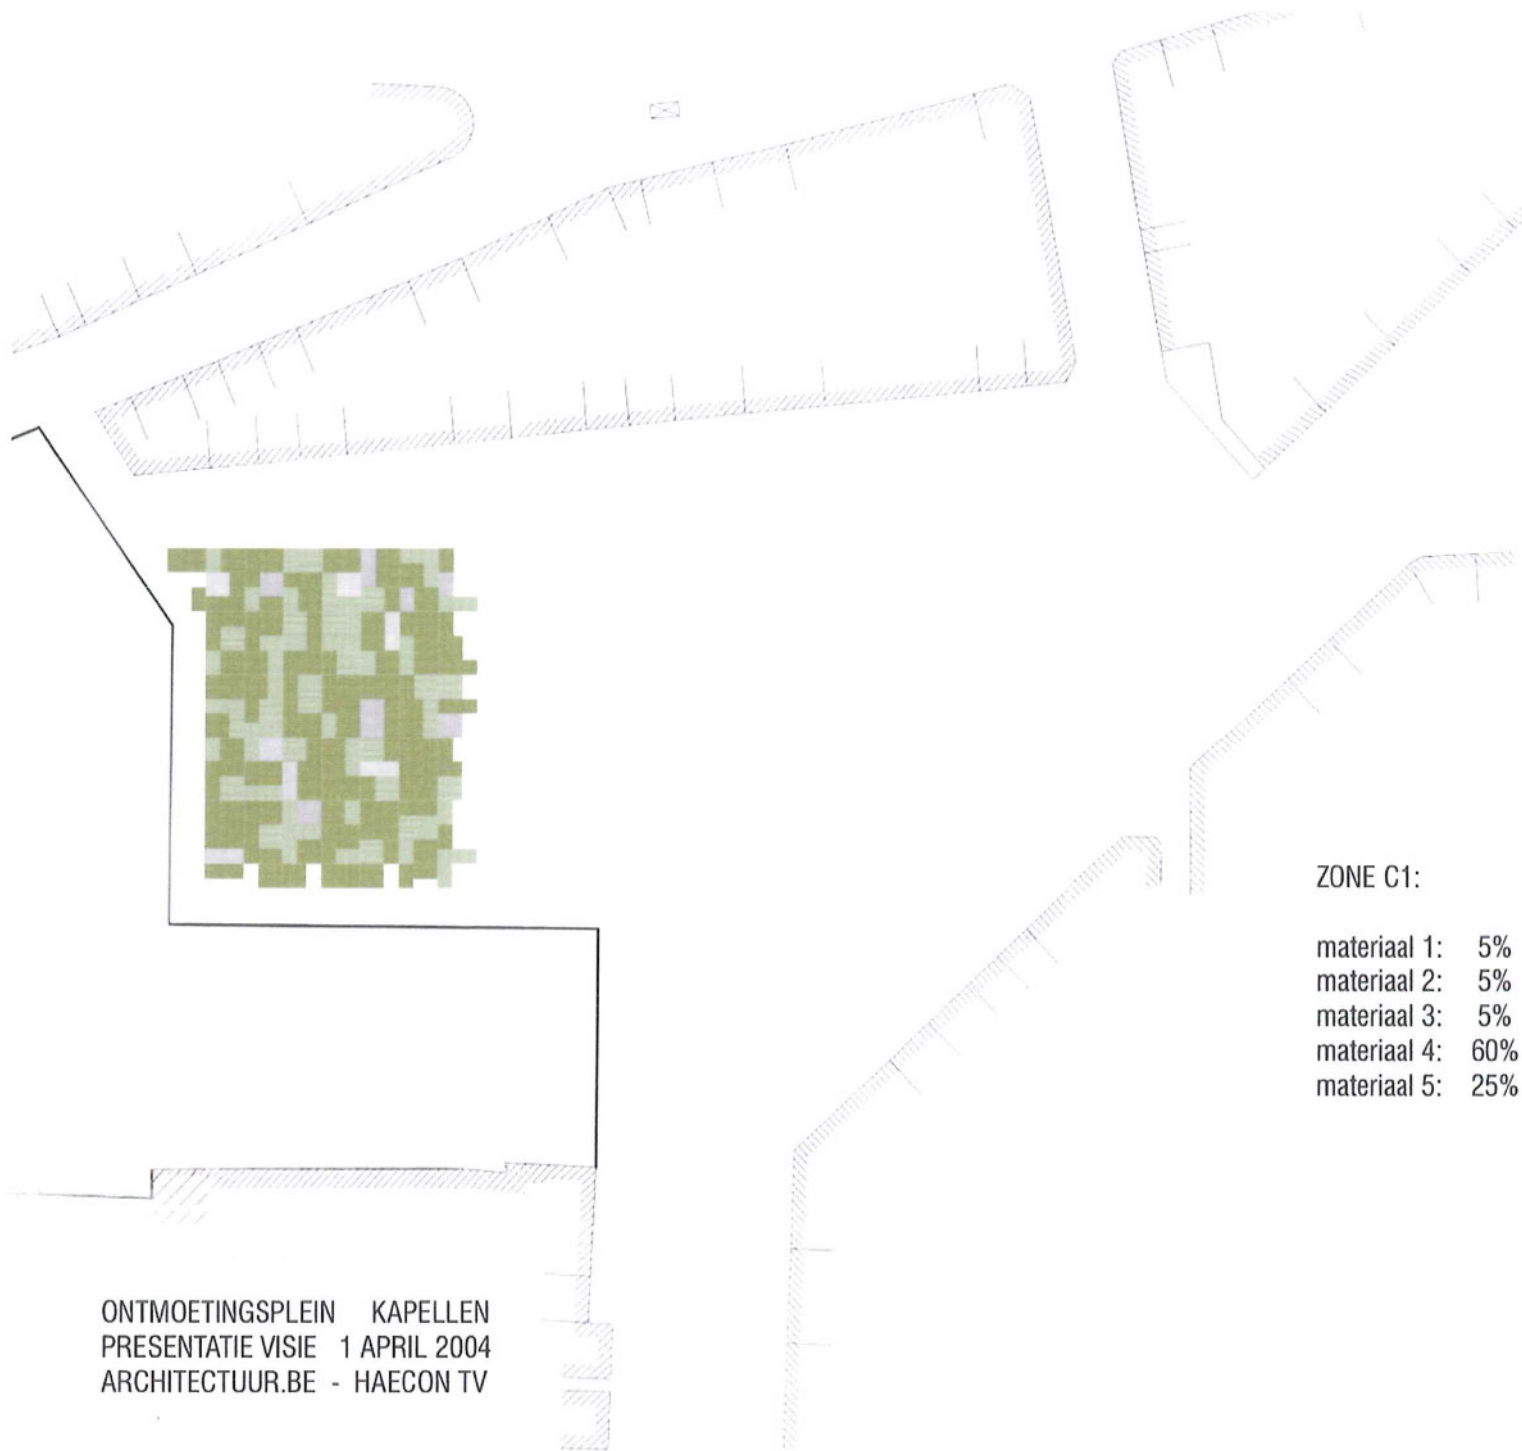 ZONE C1:
materiaal 1: 5%
materiaal 2: 5%
materiaal 3: 5%
materiaal 4: 60%
materiaal 5: 25%
ONTMOETINGSPLEIN KAPELLEN
PRESENTATIE VISIE 1 APRIL 2004
ARCHITECTUUR.BE - HAECON TV